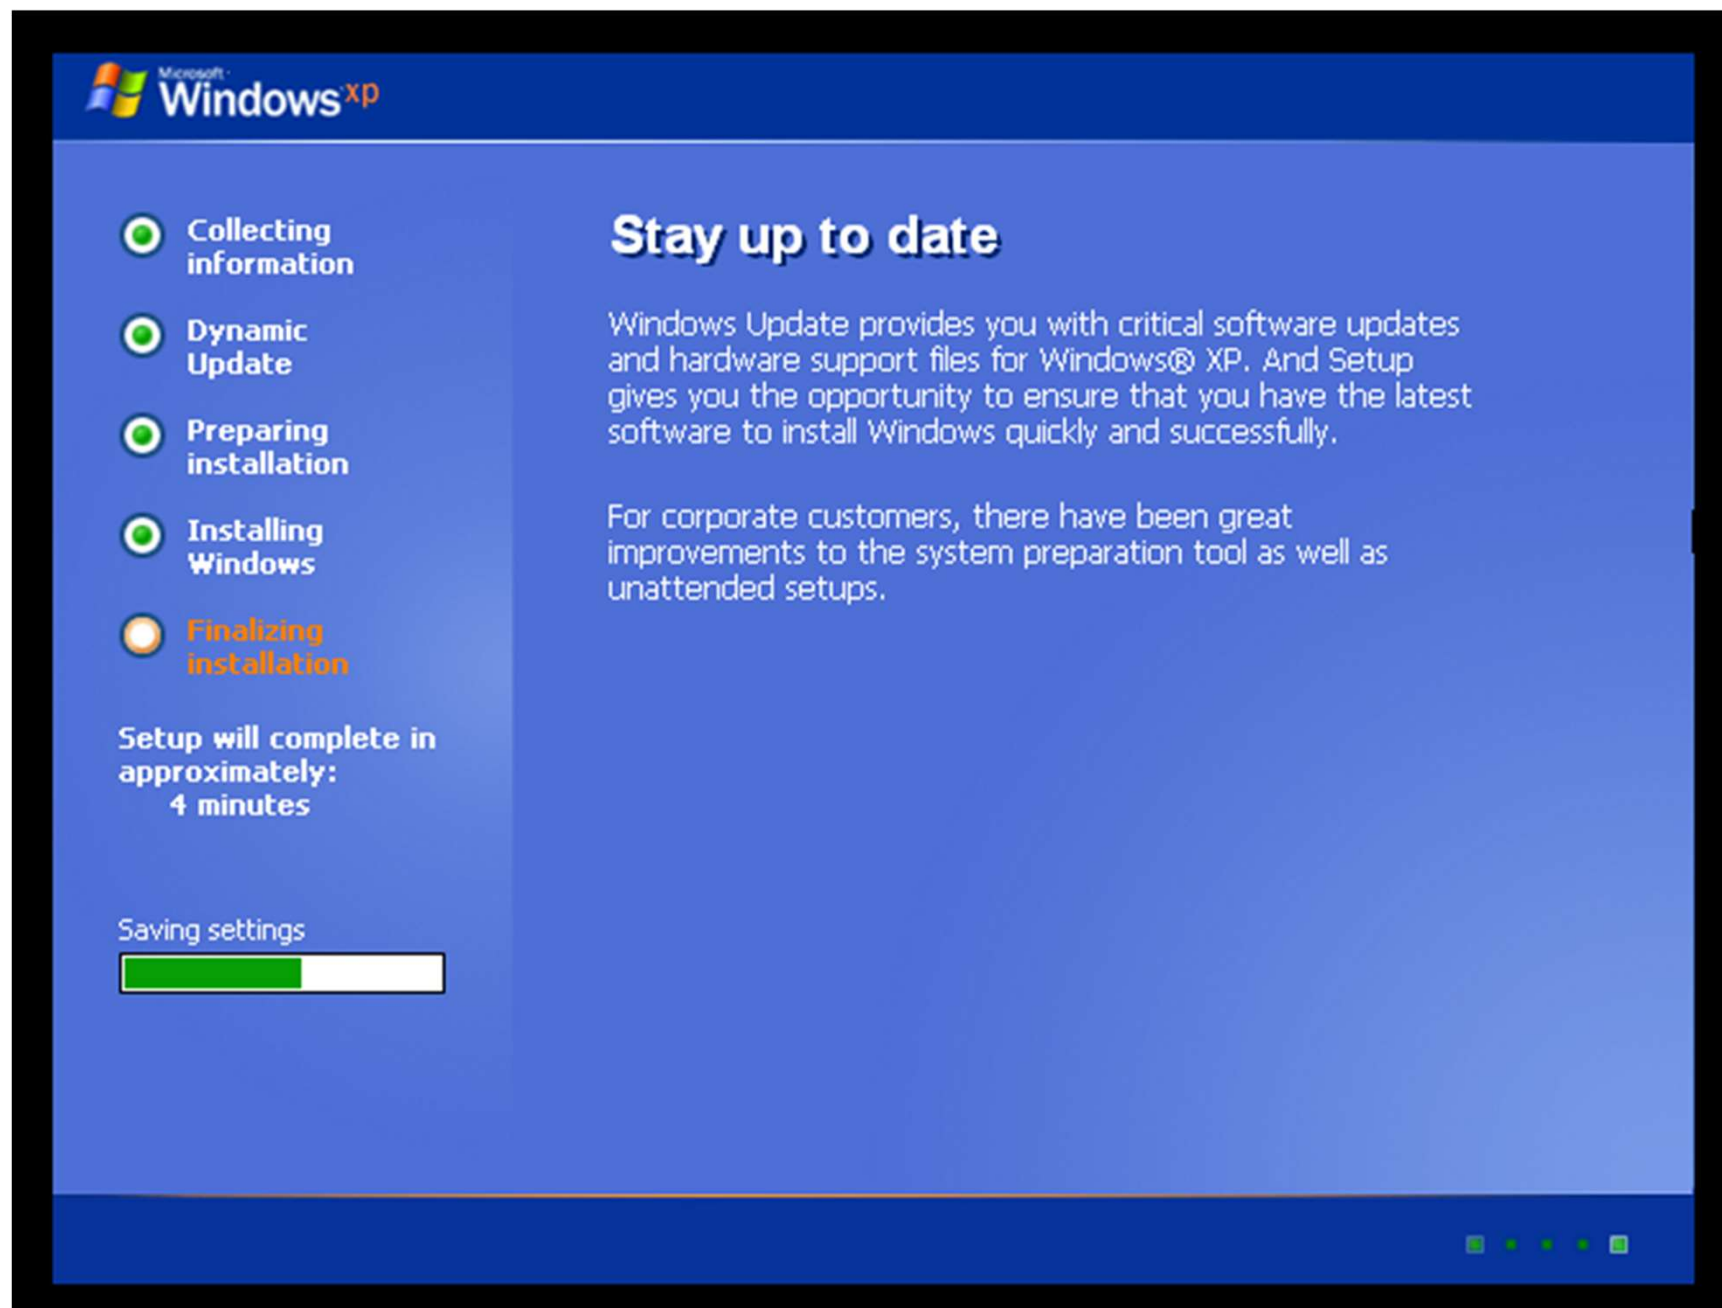 Microsoft
Windows xp
Collecting
information
Dynamic
Update
Preparing
installation
Installing
Windows
Finalizing
installation
Setup will complete in
approximately:
4 minutes
Saving settings
Stay up to date
Windows Update provides you with critical software updates
and hardware support files for Windows® XP. And Setup
gives you the opportunity to ensure that you have the latest
software to install Windows quickly and successfully.
For corporate customers, there have been great
improvements to the system preparation tool as well as
unattended setups.